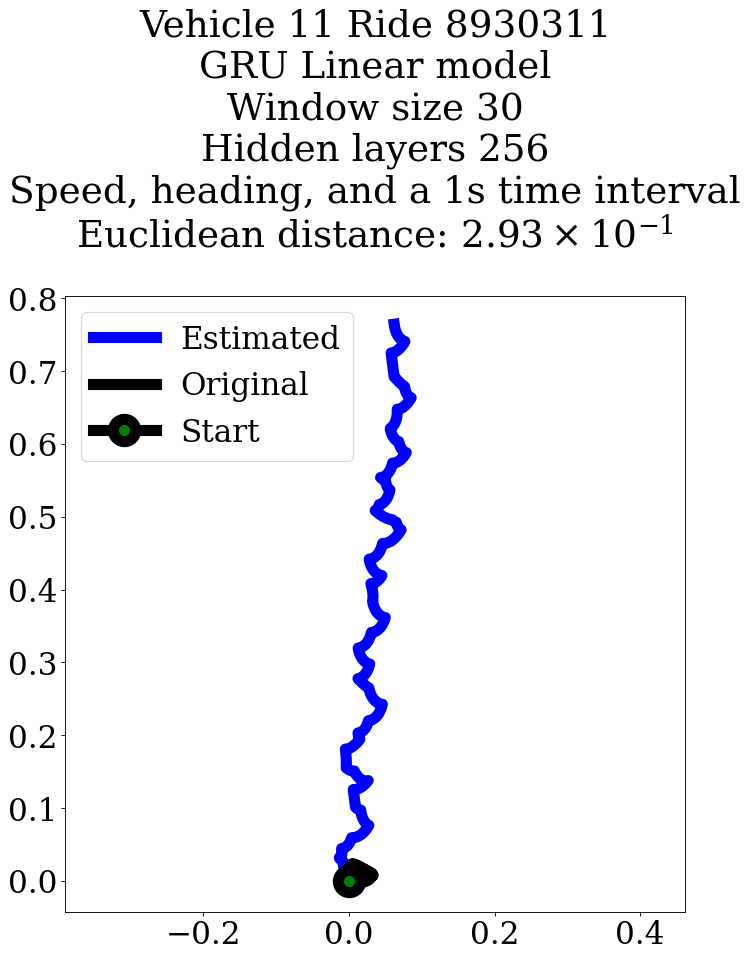 Vehicle 11 Ride 8930311
GRU Linear model
Window size 30
Hidden layers 256
Speed, heading, and a 1s time interval
Euclidean distance: 2.93 × 10⁻¹
0.8
0.7
0.6
0.5
0.4
0.3
0.2
0.1
0.0
Estimated
Original
Start
−0.2 0.0 0.2 0.4